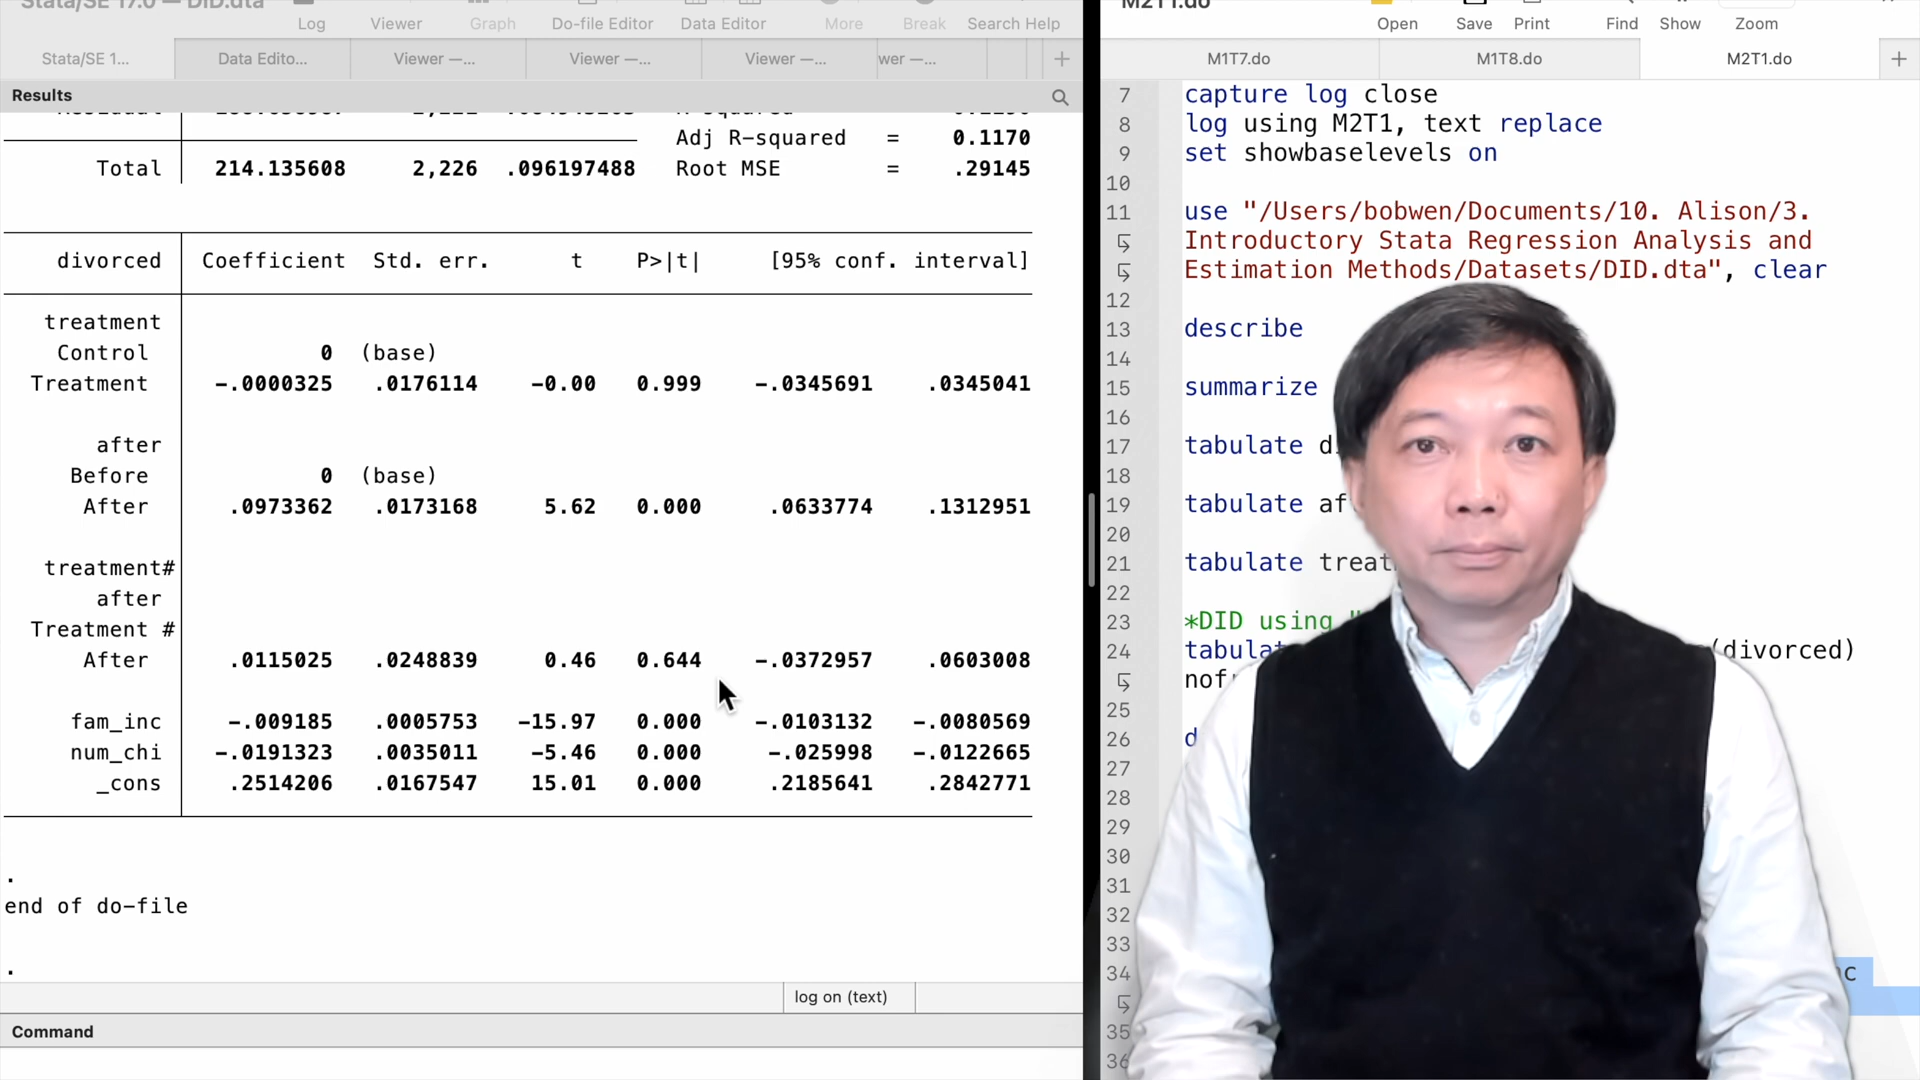 Stata/SE 17.0 — DID.dta
Log Viewer Graph Do-file Editor Data Editor More Break Search Help
Stata/SE 1... Data Edito... Viewer —... Viewer —... Viewer —... wer —... +
Results
Adj R-squared = 0.1170
Total 214.135608 2,226 .096197488 Root MSE = .29145
divorced Coefficient Std. err. t P>|t| [95% conf. interval]
treatment
Control 0 (base)
Treatment -.0000325 .0176114 -0.00 0.999 -.0345691 .0345041
after
Before 0 (base)
After .0973362 .0173168 5.62 0.000 .0633774 .1312951
treatment#
after
Treatment #
After .0115025 .0248839 0.46 0.644 -.0372957 .0603008
fam_inc -.009185 .0005753 -15.97 0.000 -.0103132 -.0080569
num_chi -.0191323 .0035011 -5.46 0.000 -.025998 -.0122665
_cons .2514206 .0167547 15.01 0.000 .2185641 .2842771
.
end of do-file
.
log on (text)
Command
M2T1.do
Open Save Print Find Show Zoom
M1T7.do M1T8.do M2T1.do +
7 capture log close
8 log using M2T1, text replace
9 set showbaselevels on
10
11 use "/Users/bobwen/Documents/10. Alison/3.
Introductory Stata Regression Analysis and
Estimation Methods/Datasets/DID.dta", clear
12
13 describe
14
15 summarize
16
17 tabulate
18
19 tabulate
20
21 tabulate
22
23 *DID using
24 (divorced)
25
26
27
28
29
30
31
32
33
34
35
36